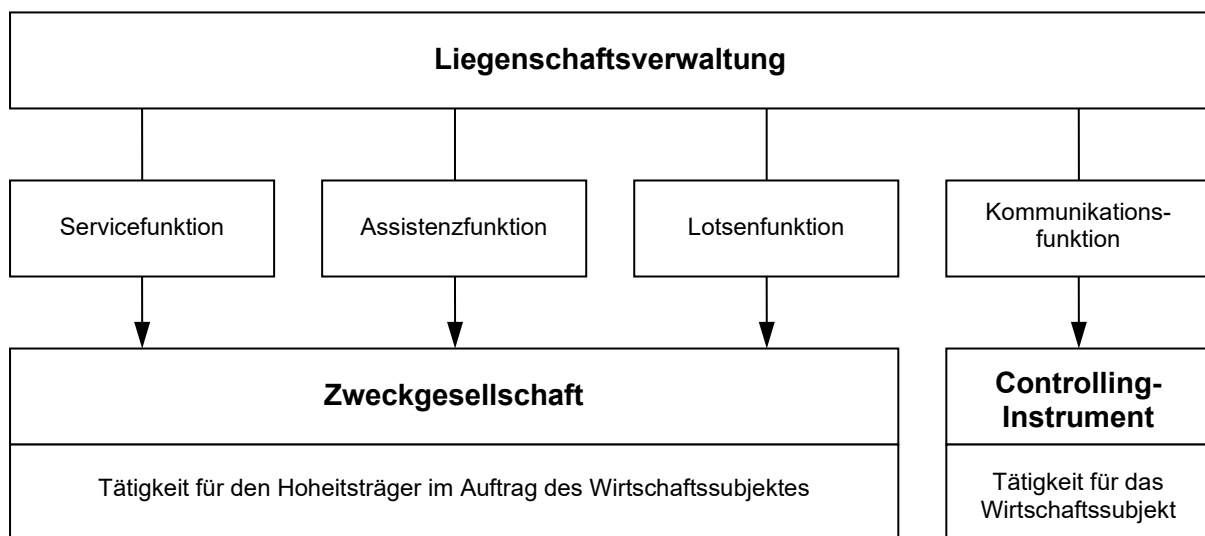 Liegenschaftsverwaltung
Servicefunktion
Assistenzfunktion
Lotsenfunktion
Kommunikations-
funktion
Zweckgesellschaft
Tätigkeit für den Hoheitsträger im Auftrag des Wirtschaftssubjektes
Controlling-
Instrument
Tätigkeit für das
Wirtschaftssubjekt